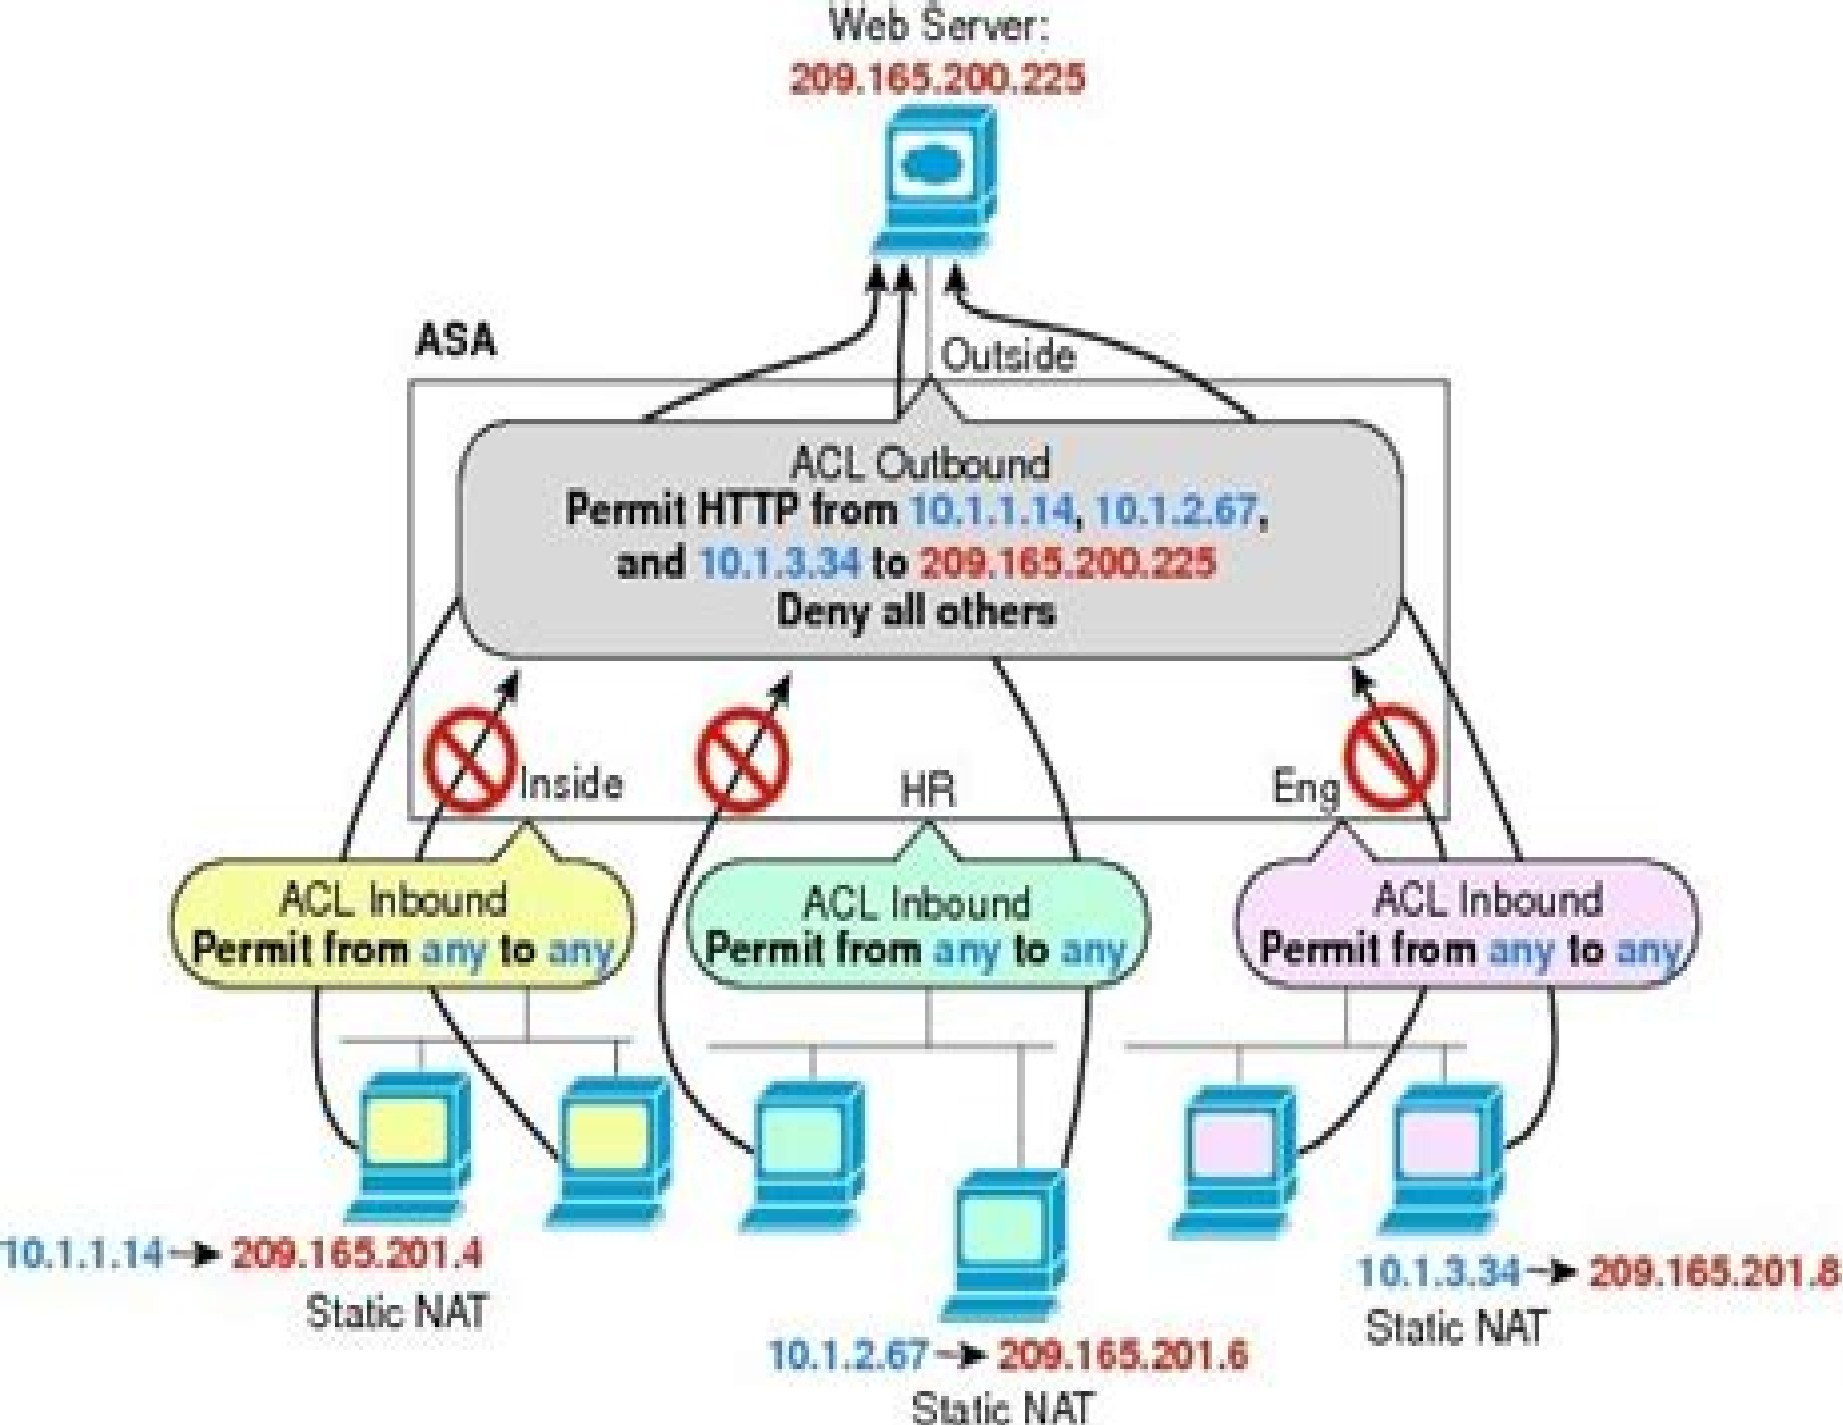 Web Server:
209.165.200.225
ASA
Outside
ACL Outbound
Permit HTTP from 10.1.1.14, 10.1.2.67,
and 10.1.3.34 to 209.165.200.225
Deny all others
Inside
HR
Eng
ACL Inbound
Permit from any to any
ACL Inbound
Permit from any to any
ACL Inbound
Permit from any to any
10.1.1.14 209.165.201.4
Static NAT
10.1.2.67 209.165.201.6
Static NAT
10.1.3.34 209.165.201.8
Static NAT